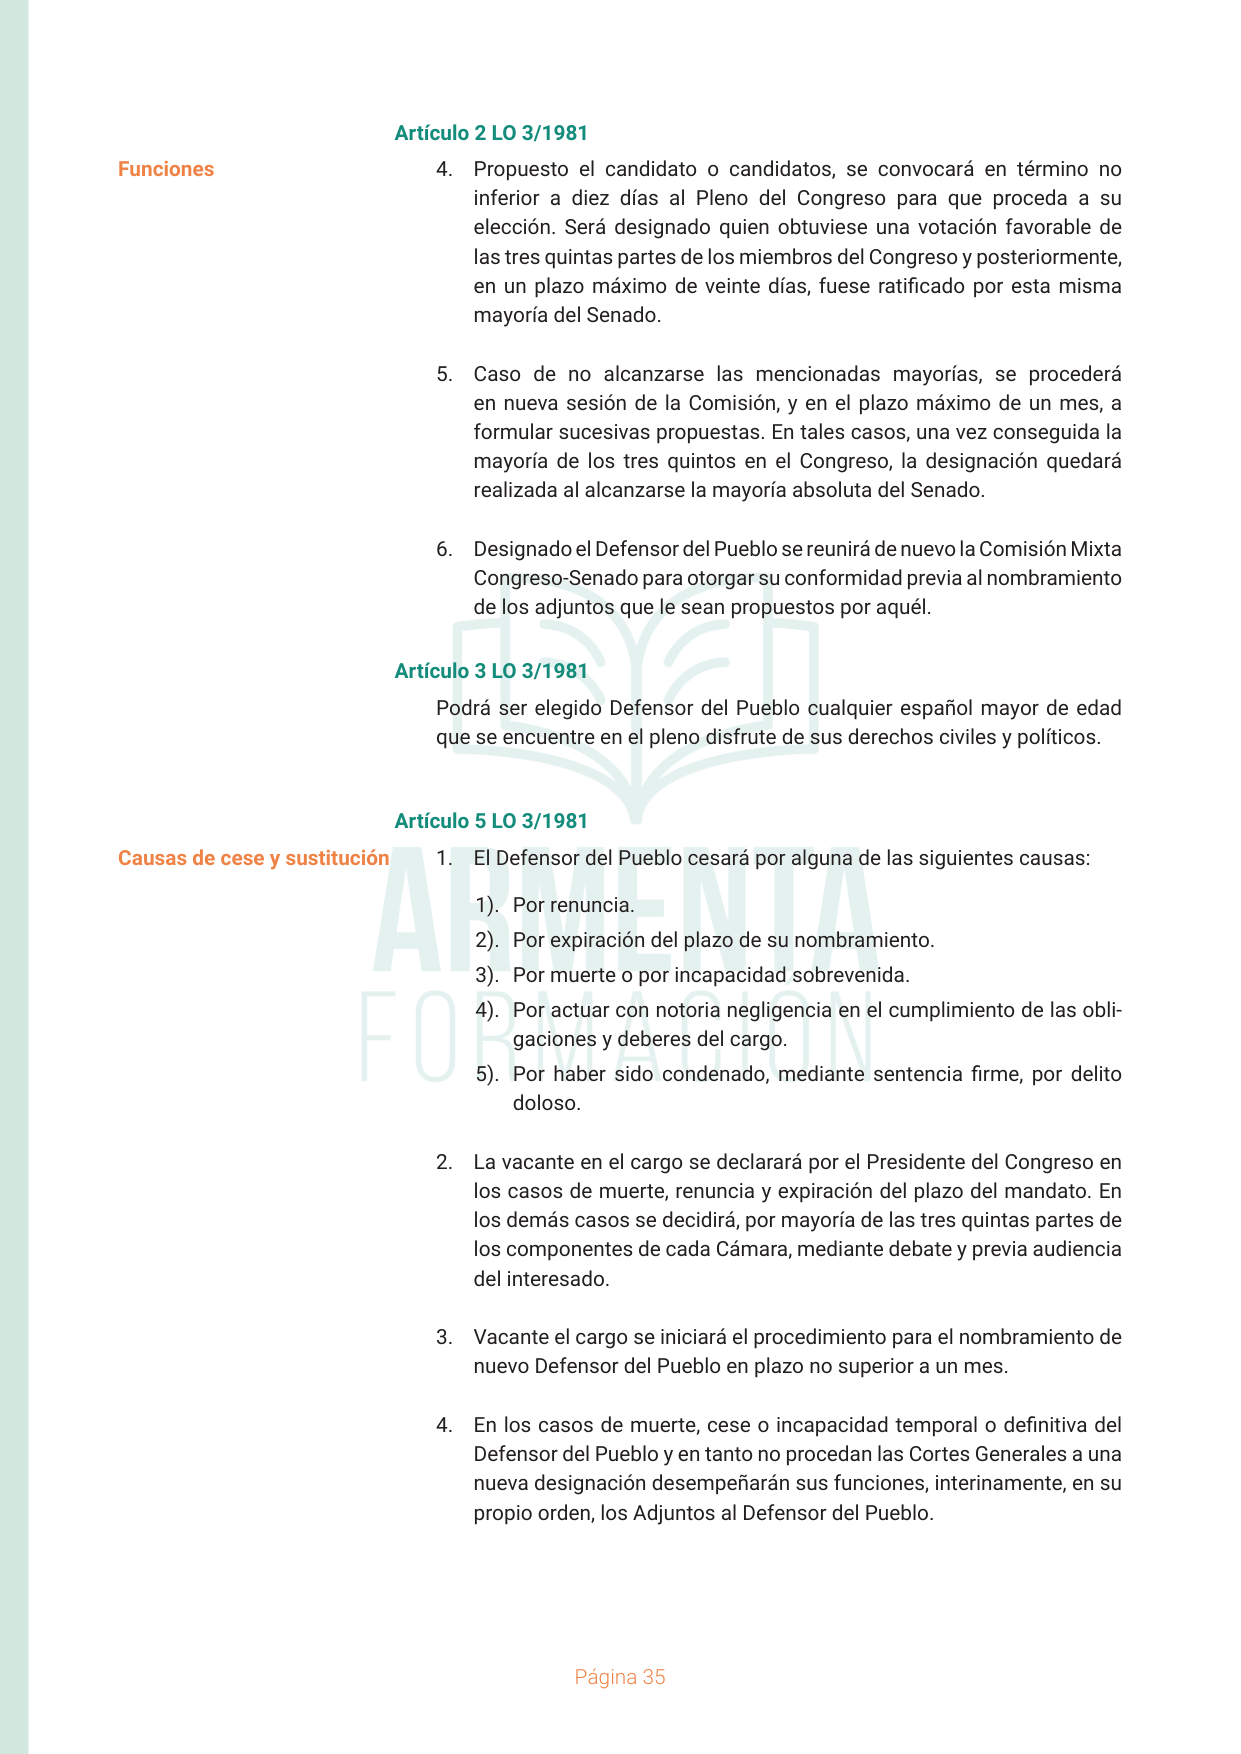 Artículo 2 LO 3/1981
Funciones
4. Propuesto el candidato o candidatos, se convocará en término no
inferior a diez días al Pleno del Congreso para que proceda a su
elección. Será designado quien obtuviese una votación favorable de
las tres quintas partes de los miembros del Congreso y posteriormente,
en un plazo máximo de veinte días, fuese ratificado por esta misma
mayoría del Senado.
5. Caso de no alcanzarse las mencionadas mayorías, se procederá
en nueva sesión de la Comisión, y en el plazo máximo de un mes, a
formular sucesivas propuestas. En tales casos, una vez conseguida la
mayoría de los tres quintos en el Congreso, la designación quedará
realizada al alcanzarse la mayoría absoluta del Senado.
6. Designado el Defensor del Pueblo se reunirá de nuevo la Comisión Mixta
Congreso-Senado para otorgar su conformidad previa al nombramiento
de los adjuntos que le sean propuestos por aquél.
Artículo 3 LO 3/1981
Podrá ser elegido Defensor del Pueblo cualquier español mayor de edad
que se encuentre en el pleno disfrute de sus derechos civiles y políticos.
Artículo 5 LO 3/1981
Causas de cese y sustitución
1. El Defensor del Pueblo cesará por alguna de las siguientes causas:
1). Por renuncia.
2). Por expiración del plazo de su nombramiento.
3). Por muerte o por incapacidad sobrevenida.
4). Por actuar con notoria negligencia en el cumplimiento de las obli-
gaciones y deberes del cargo.
5). Por haber sido condenado, mediante sentencia firme, por delito
doloso.
2. La vacante en el cargo se declarará por el Presidente del Congreso en
los casos de muerte, renuncia y expiración del plazo del mandato. En
los demás casos se decidirá, por mayoría de las tres quintas partes de
los componentes de cada Cámara, mediante debate y previa audiencia
del interesado.
3. Vacante el cargo se iniciará el procedimiento para el nombramiento de
nuevo Defensor del Pueblo en plazo no superior a un mes.
4. En los casos de muerte, cese o incapacidad temporal o definitiva del
Defensor del Pueblo y en tanto no procedan las Cortes Generales a una
nueva designación desempeñarán sus funciones, interinamente, en su
propio orden, los Adjuntos al Defensor del Pueblo.
ARMENTA
FORMACIÓN
Página 35